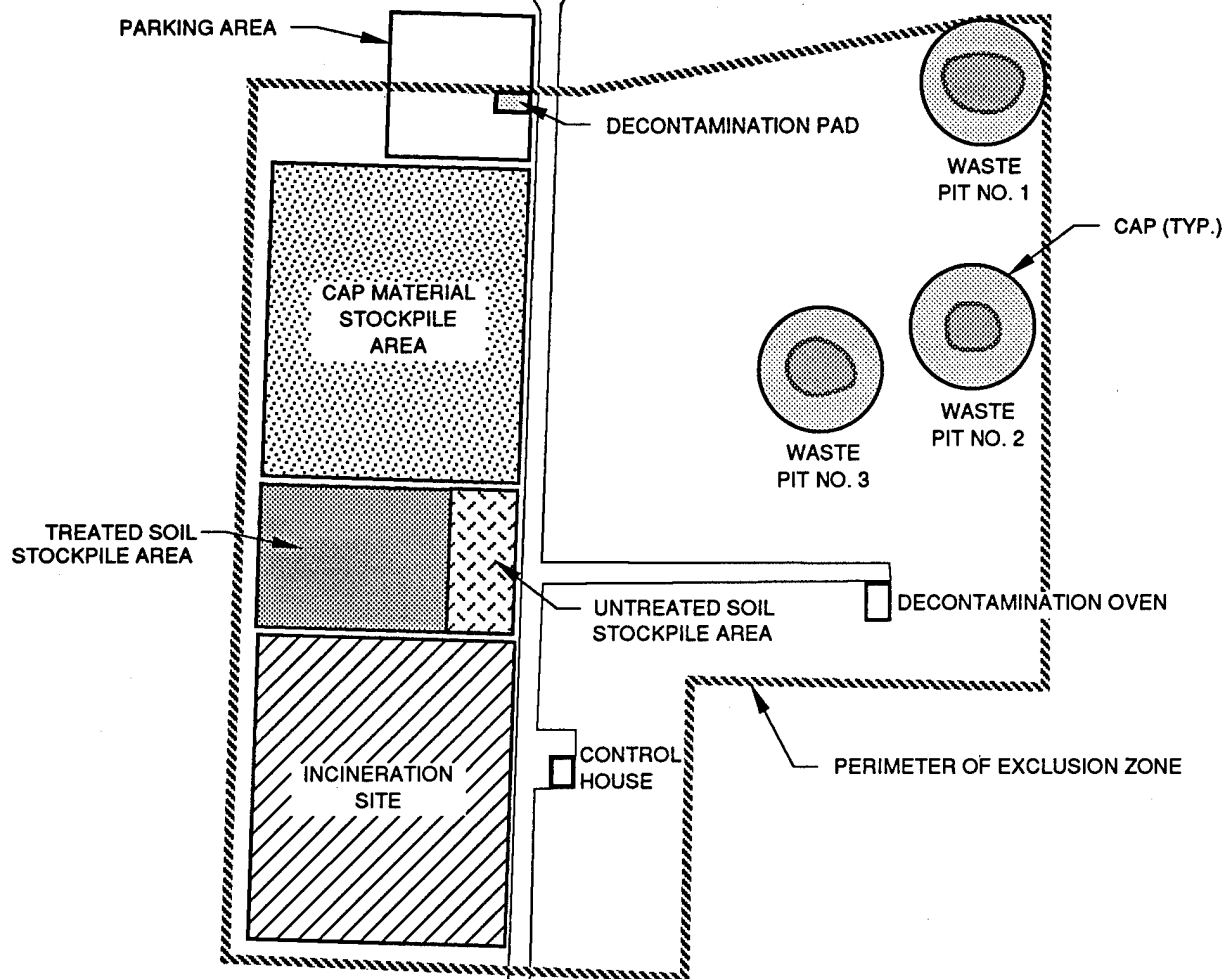 PARKING AREA
DECONTAMINATION PAD
WASTE
PIT NO. 1
CAP (TYP.)
CAP MATERIAL
STOCKPILE
AREA
WASTE
PIT NO. 2
WASTE
PIT NO. 3
TREATED SOIL
STOCKPILE AREA
UNTREATED SOIL
STOCKPILE AREA
DECONTAMINATION OVEN
CONTROL
HOUSE
INCINERATION
SITE
PERIMETER OF EXCLUSION ZONE